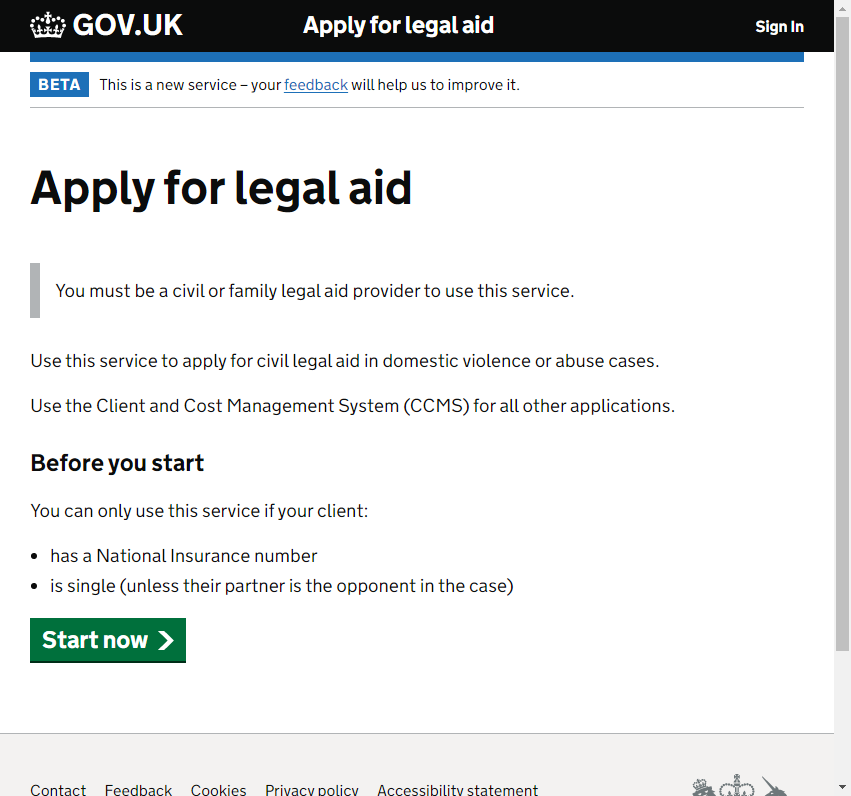 GOV.UK Apply for legal aid Sign In
BETA This is a new service – your feedback will help us to improve it.
Apply for legal aid
You must be a civil or family legal aid provider to use this service.
Use this service to apply for civil legal aid in domestic violence or abuse cases.
Use the Client and Cost Management System (CCMS) for all other applications.
Before you start
You can only use this service if your client:
• has a National Insurance number
• is single (unless their partner is the opponent in the case)
Start now
Contact Feedback Cookies Privacy policy Accessibility statement